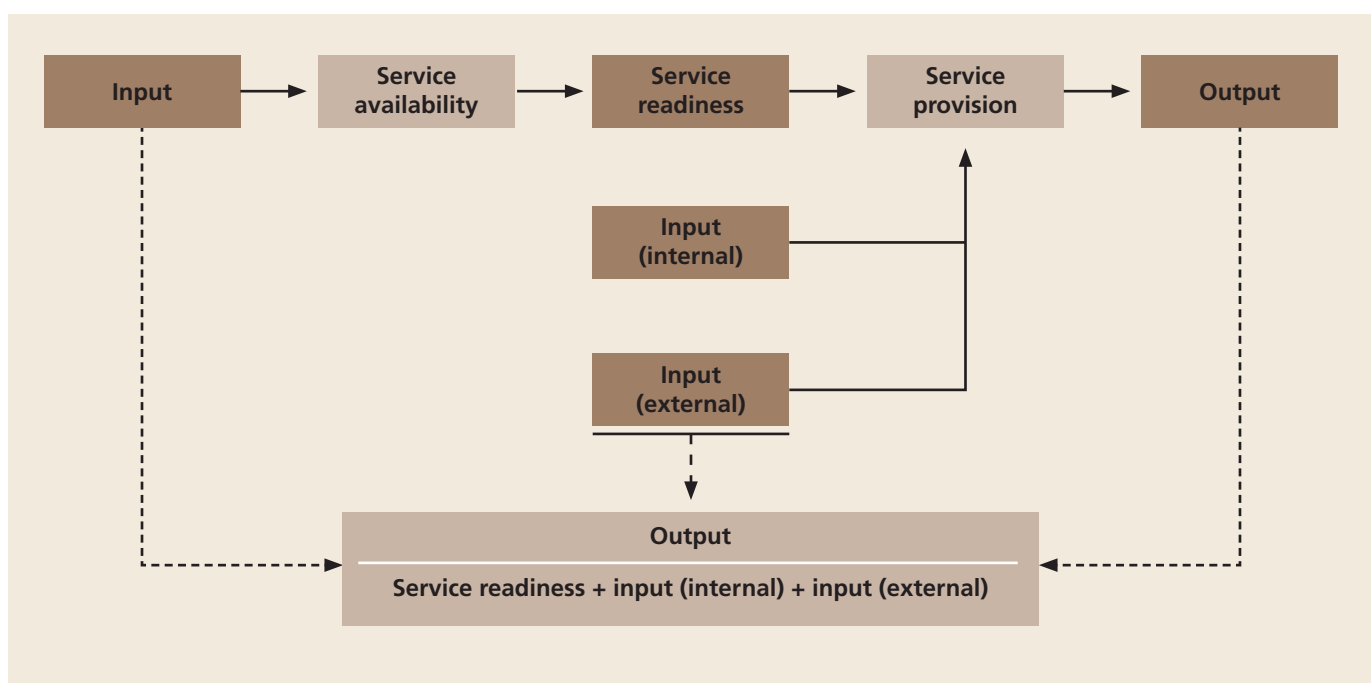 Input
Service
availability
Service
readiness
Service
provision
Output
Input
(internal)
Input
(external)
Output
Service readiness + input (internal) + input (external)